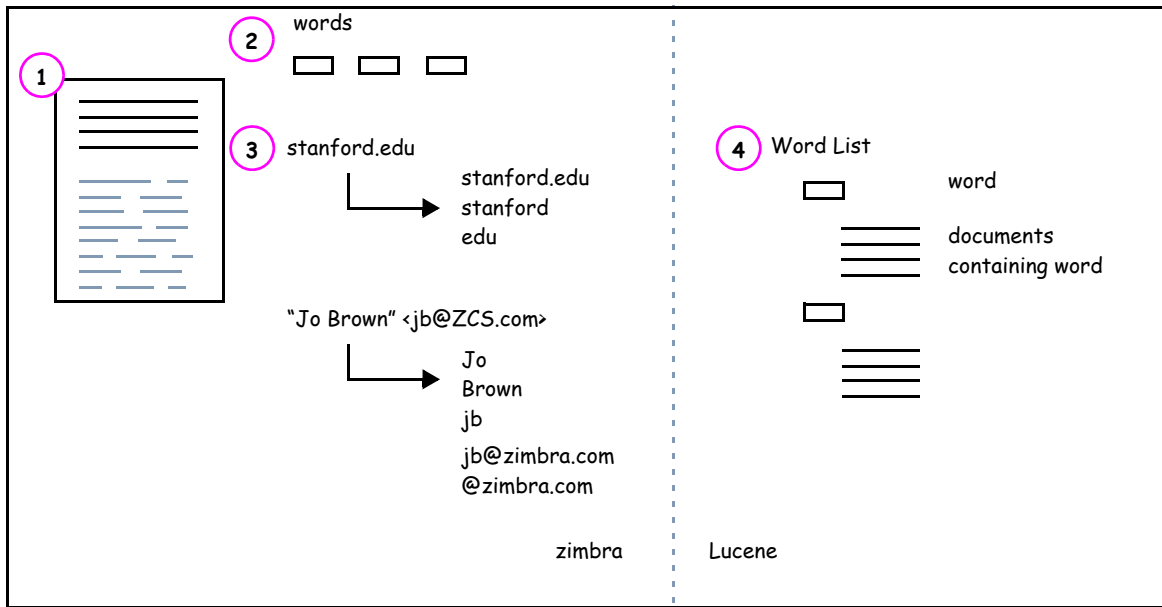 1
2
words
3
stanford.edu
stanford.edu
stanford
edu
“Jo Brown” <jb@ZCS.com>
Jo
Brown
jb
jb@zimbra.com
@zimbra.com
zimbra
4
Word List
word
documents
containing word
Lucene